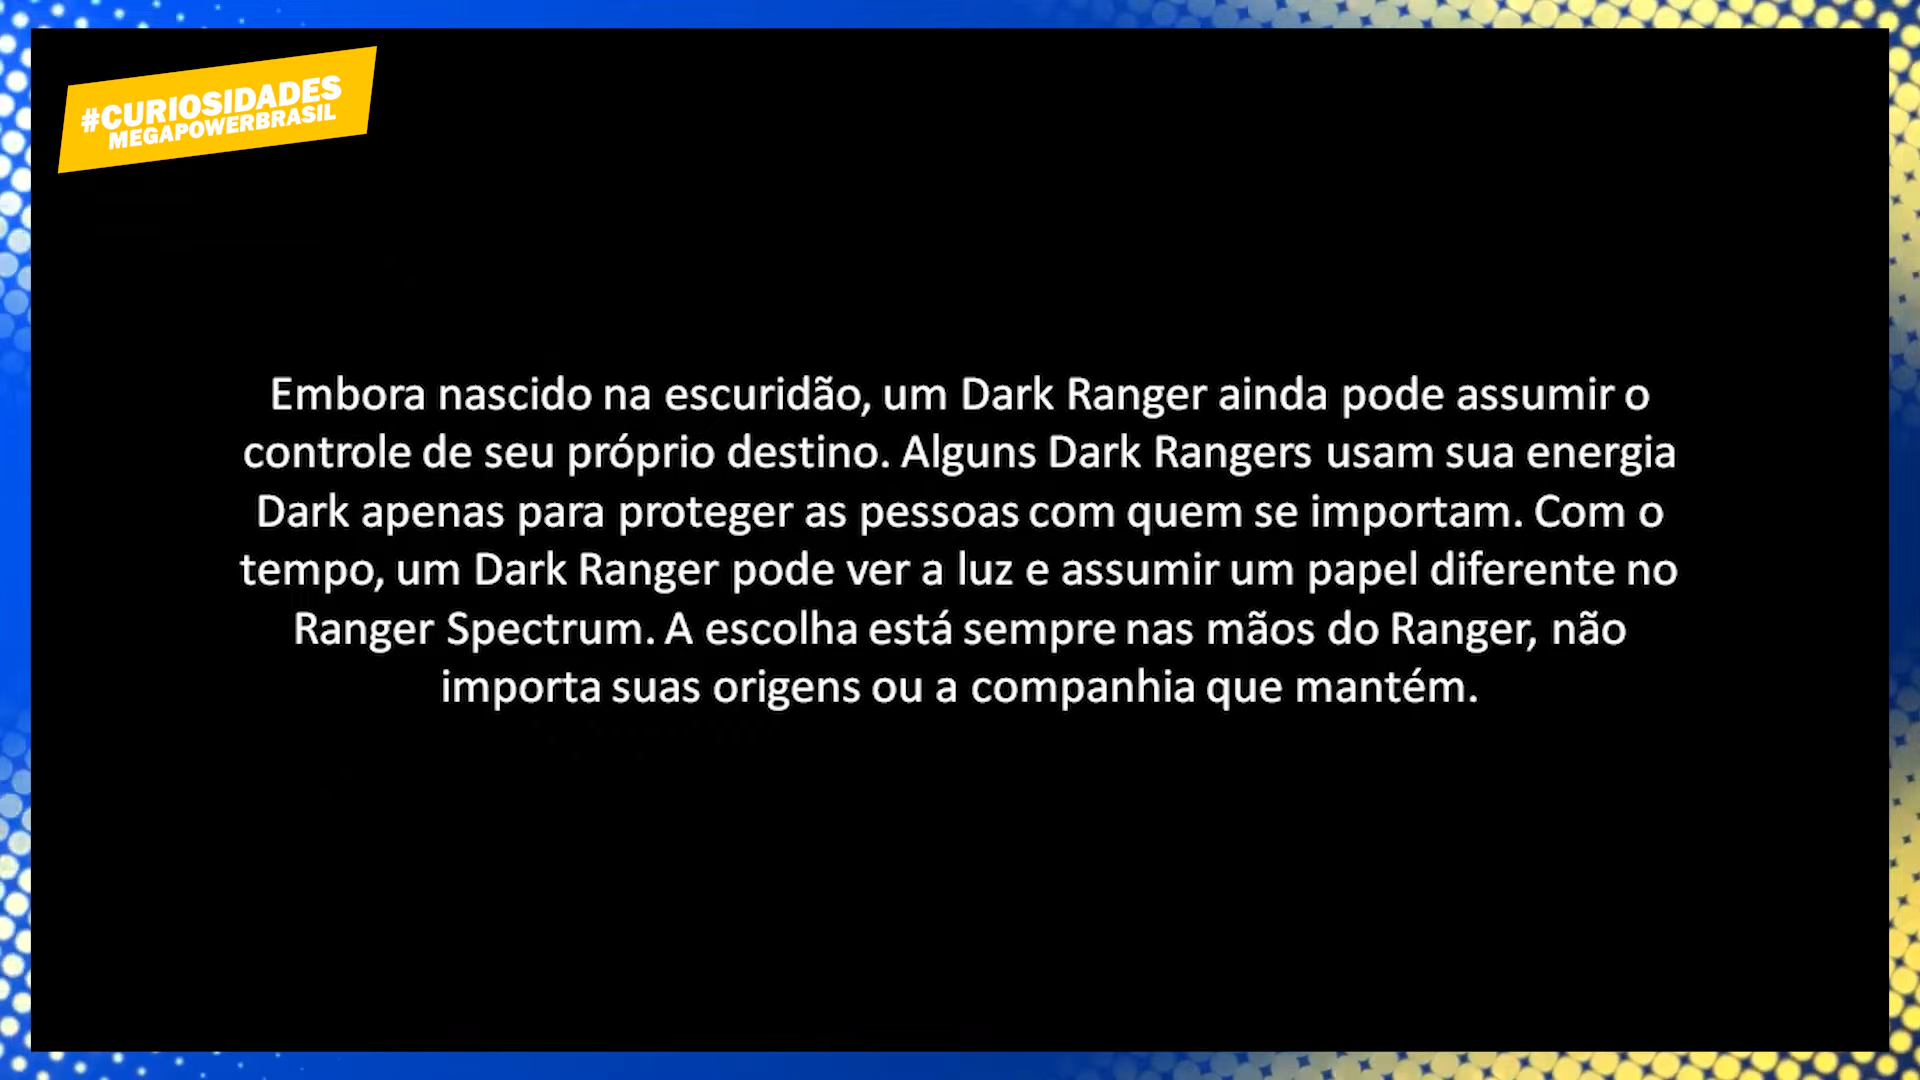 #CURIOSIDADES
MEGAPOWERBRASIL
Embora nascido na escuridão, um Dark Ranger ainda pode assumir o
controle de seu próprio destino. Alguns Dark Rangers usam sua energia
Dark apenas para proteger as pessoas com quem se importam. Com o
tempo, um Dark Ranger pode ver a luz e assumir um papel diferente no
Ranger Spectrum. A escolha está sempre nas mãos do Ranger, não
importa suas origens ou a companhia que mantém.